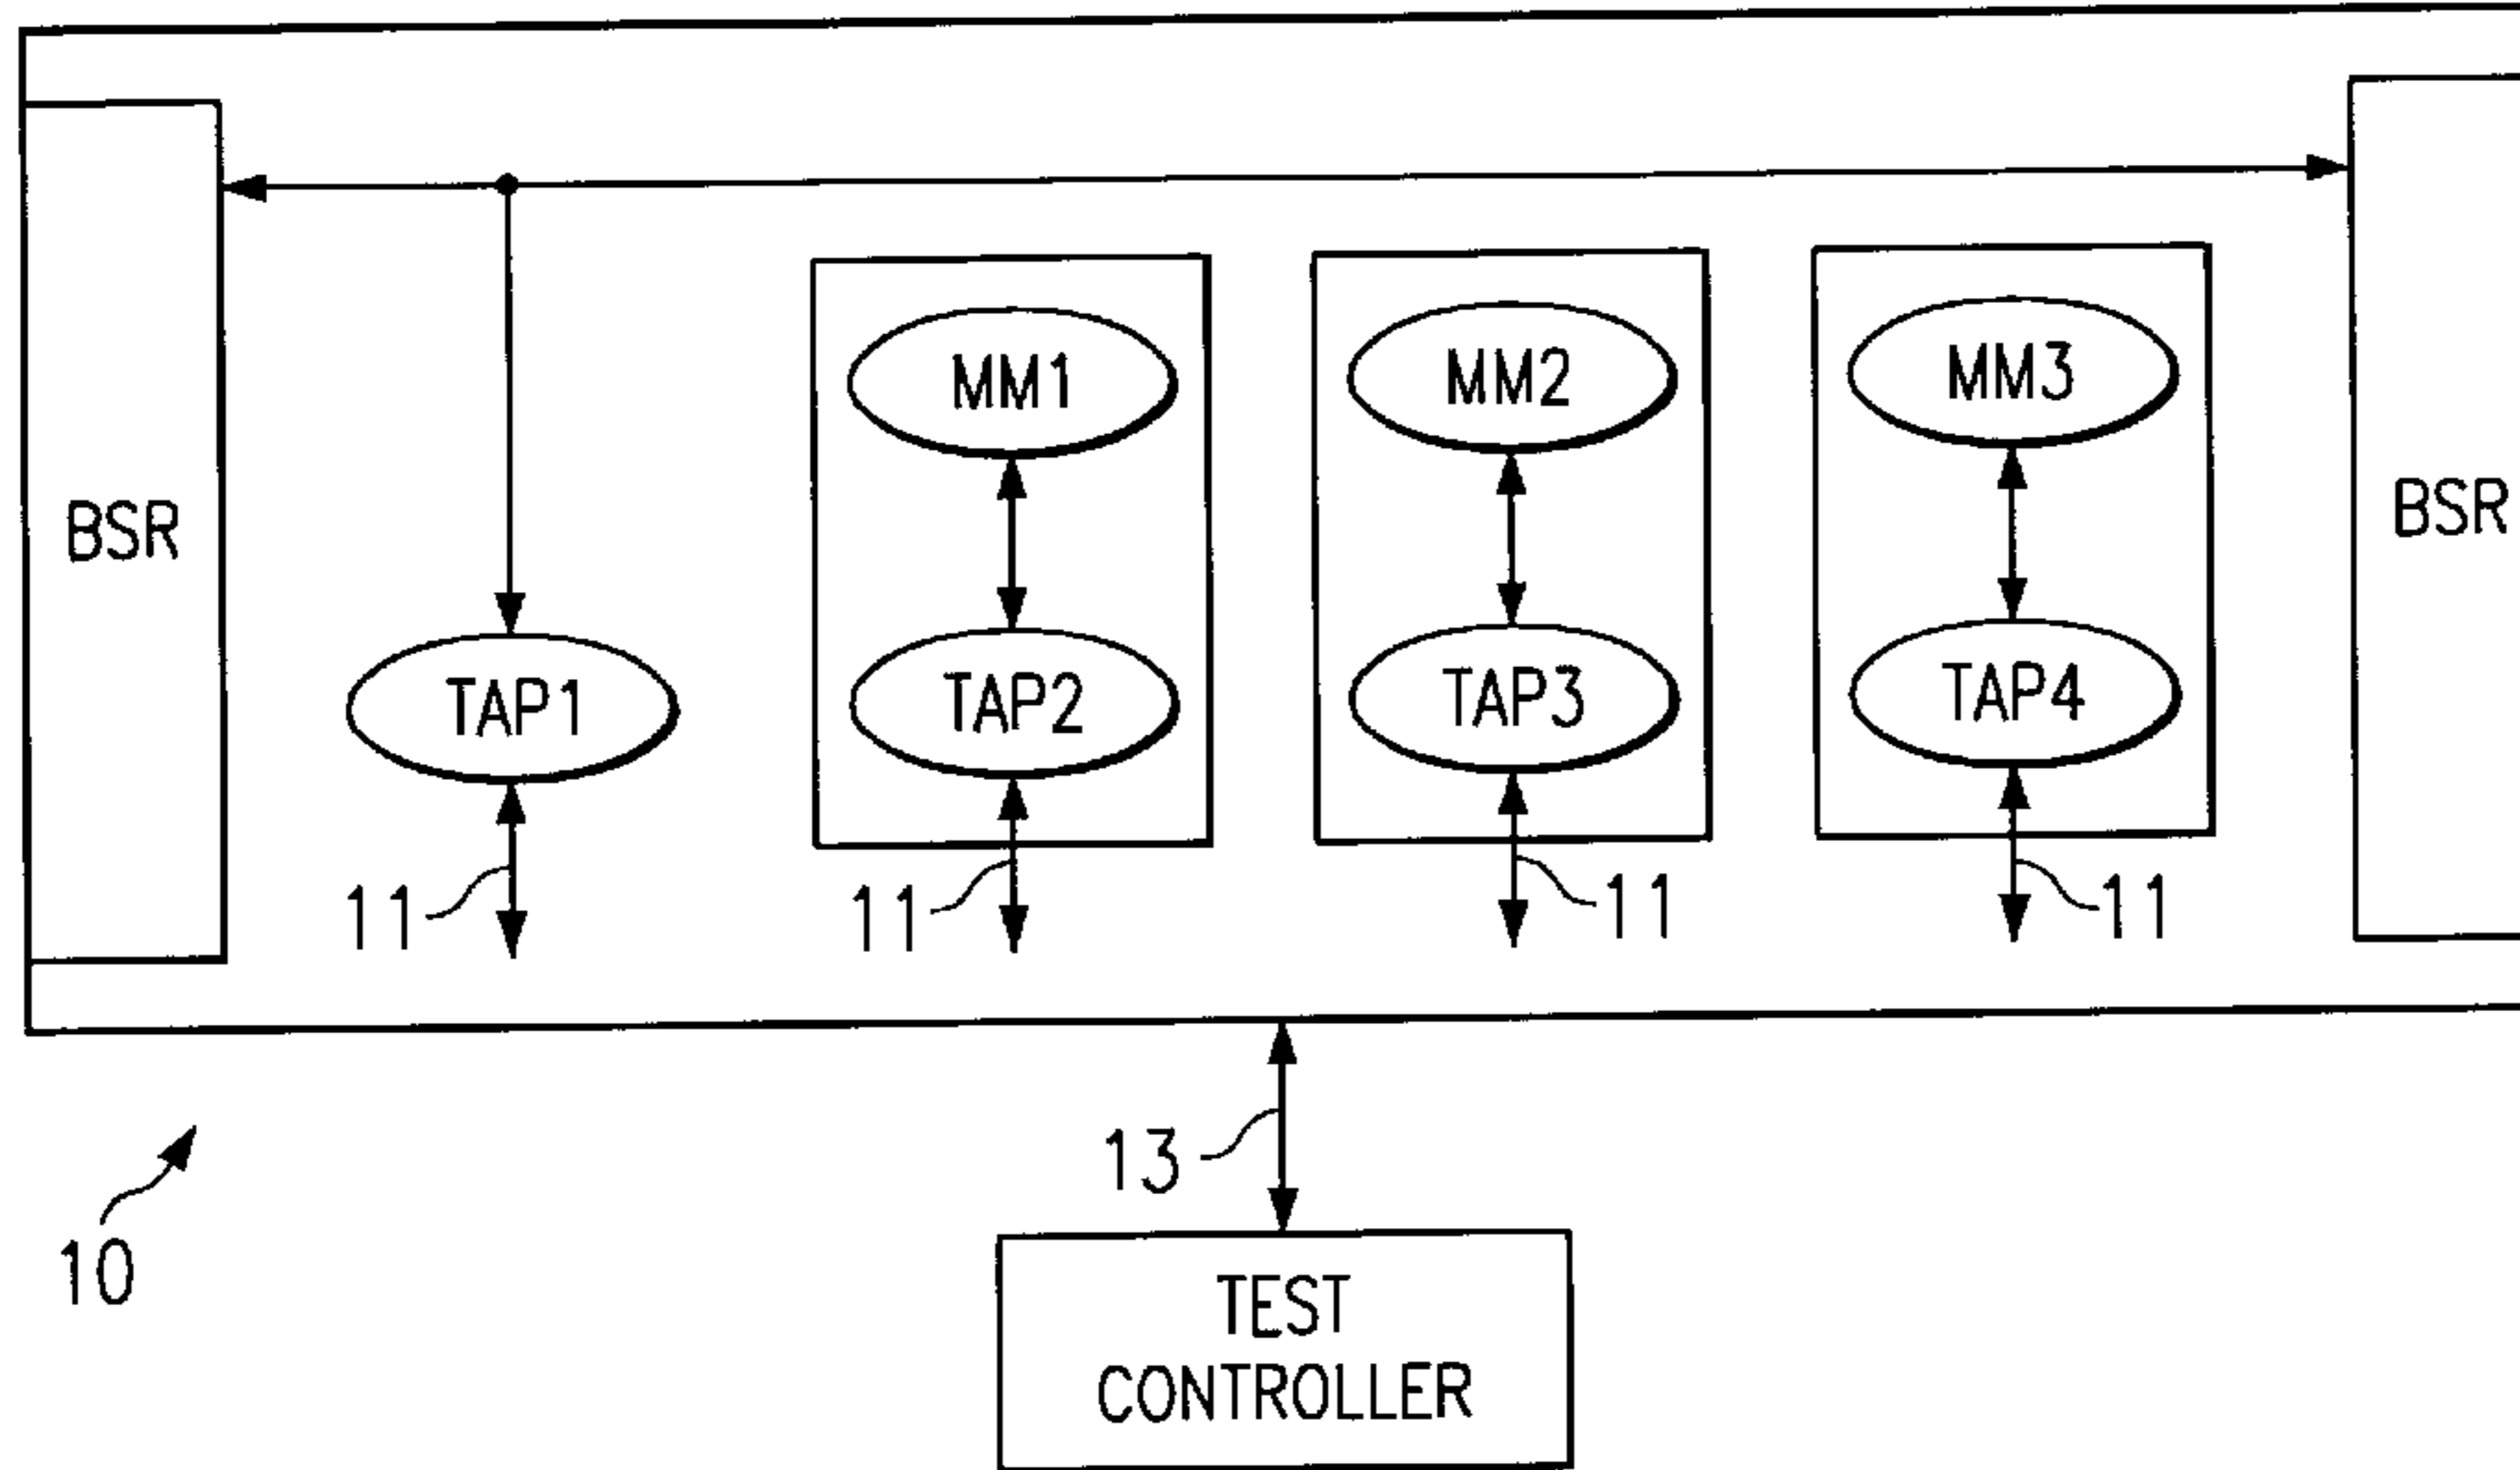 MM1 MM2 MM3
BSR BSR
TAP1 TAP2 TAP3 TAP4
11 11 11 11
13
10
TEST
CONTROLLER